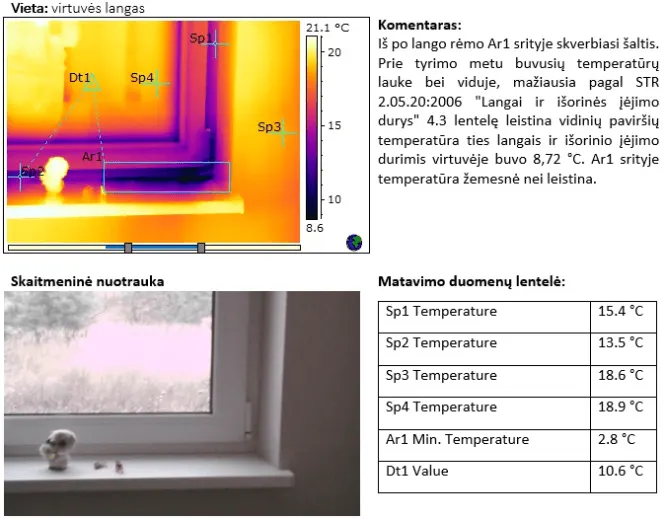 Vieta: virtuvės langas
21.1 °C
20
15
10
8.6
Sp1
Dt1
Sp4
Sp3
Ar1
Sp2
Komentaras:
Iš po lango rėmo Ar1 srityje skverbiasi šaltis.
Prie tyrimo metu buvusių temperatūrų
lauke bei viduje, mažiausia pagal STR
2.05.20:2006 "Langai ir išorinės įėjimo
durys" 4.3 lentelę leistina vidinių paviršių
temperatūra ties langais ir išorinio įėjimo
durimis virtuvėje buvo 8,72 °C. Ar1 srityje
temperatūra žemesnė nei leistina.
Skaitmeninė nuotrauka
Matavimo duomenų lentelė:
Sp1 Temperature 15.4 °C
Sp2 Temperature 13.5 °C
Sp3 Temperature 18.6 °C
Sp4 Temperature 18.9 °C
Ar1 Min. Temperature 2.8 °C
Dt1 Value 10.6 °C